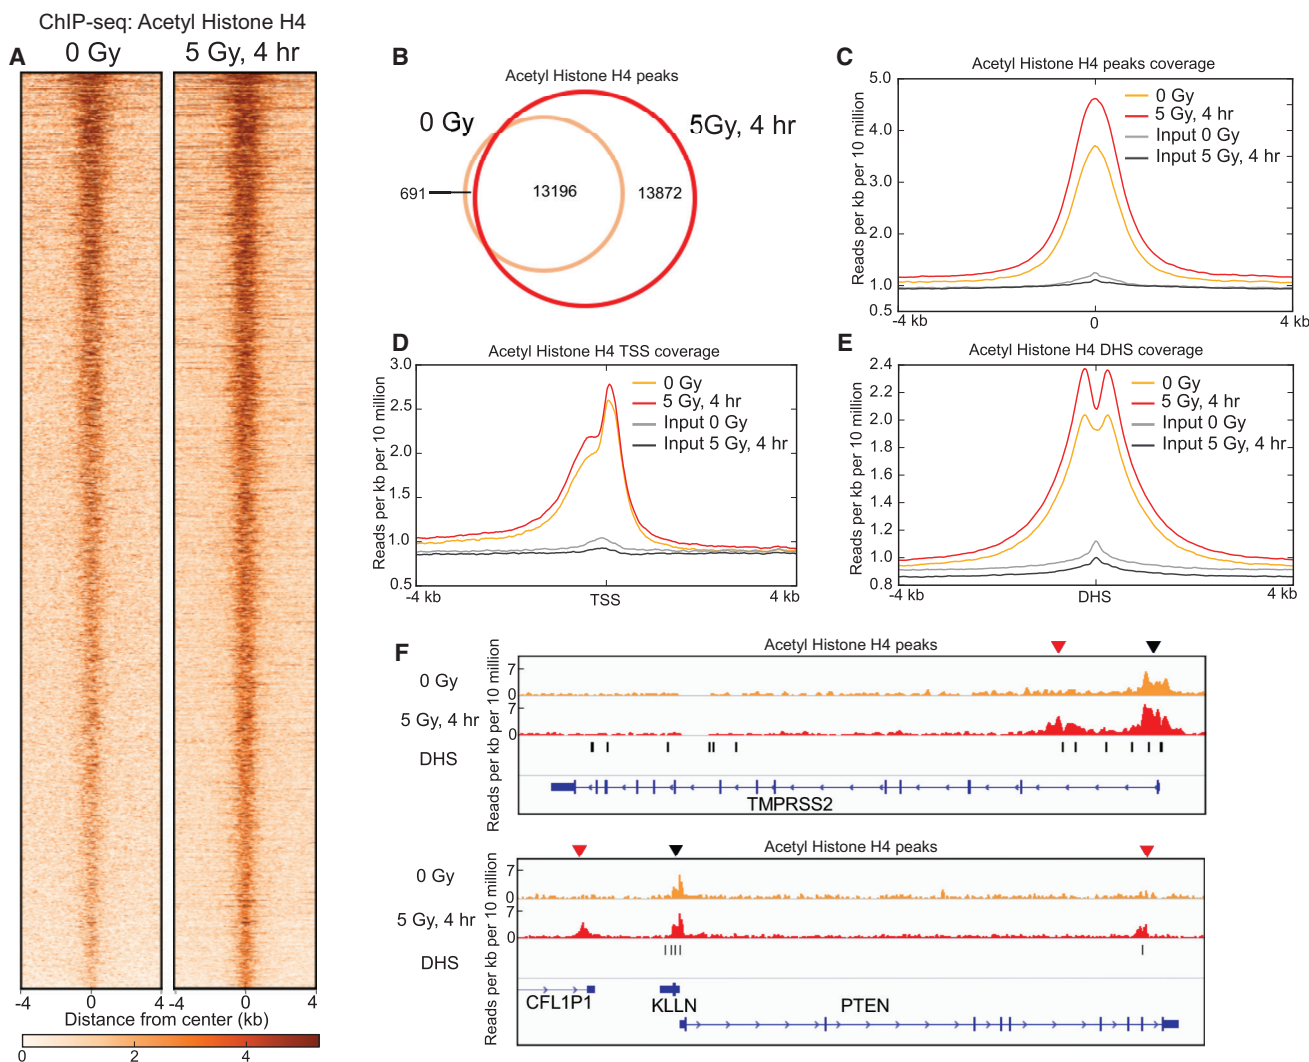 ChIP-seq: Acetyl Histone H4
A
0 Gy
5 Gy, 4 hr
-4
0
4
-4
0
4
Distance from center (kb)
0
2
4
B
Acetyl Histone H4 peaks
0 Gy
5Gy, 4 hr
691
13196
13872
C
Acetyl Histone H4 peaks coverage
Reads per kb per 10 million
5.0
4.0
3.0
2.0
1.0
0.5
0 Gy
5 Gy, 4 hr
Input 0 Gy
Input 5 Gy, 4 hr
-4 kb
0
4 kb
D
Acetyl Histone H4 TSS coverage
Reads per kb per 10 million
3.0
2.5
2.0
1.5
1.0
0.5
0 Gy
5 Gy, 4 hr
Input 0 Gy
Input 5 Gy, 4 hr
-4 kb
TSS
4 kb
E
Acetyl Histone H4 DHS coverage
Reads per kb per 10 million
2.4
2.2
2.0
1.8
1.6
1.4
1.2
1.0
0.8
0 Gy
5 Gy, 4 hr
Input 0 Gy
Input 5 Gy, 4 hr
-4 kb
DHS
4 kb
F
Acetyl Histone H4 peaks
Reads per kb per 10 million
0 Gy
7
0
5 Gy, 4 hr
7
0
DHS
TMPRSS2
Acetyl Histone H4 peaks
Reads per kb per 10 million
0 Gy
7
0
5 Gy, 4 hr
7
0
DHS
CFL1P1
KLLN
PTEN